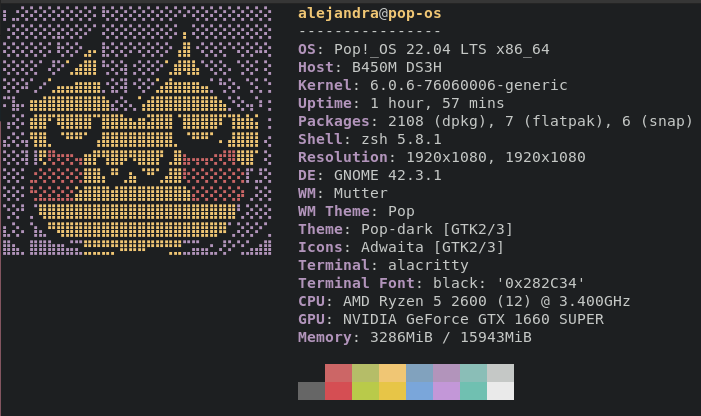 alejandra@pop-os
----------------
OS: Pop!_OS 22.04 LTS x86_64
Host: B450M DS3H
Kernel: 6.0.6-76060006-generic
Uptime: 1 hour, 57 mins
Packages: 2108 (dpkg), 7 (flatpak), 6 (snap)
Shell: zsh 5.8.1
Resolution: 1920x1080, 1920x1080
DE: GNOME 42.3.1
WM: Mutter
WM Theme: Pop
Theme: Pop-dark [GTK2/3]
Icons: Adwaita [GTK2/3]
Terminal: alacritty
Terminal Font: black: '0x282C34'
CPU: AMD Ryzen 5 2600 (12) @ 3.400GHz
GPU: NVIDIA GeForce GTX 1660 SUPER
Memory: 3286MiB / 15943MiB